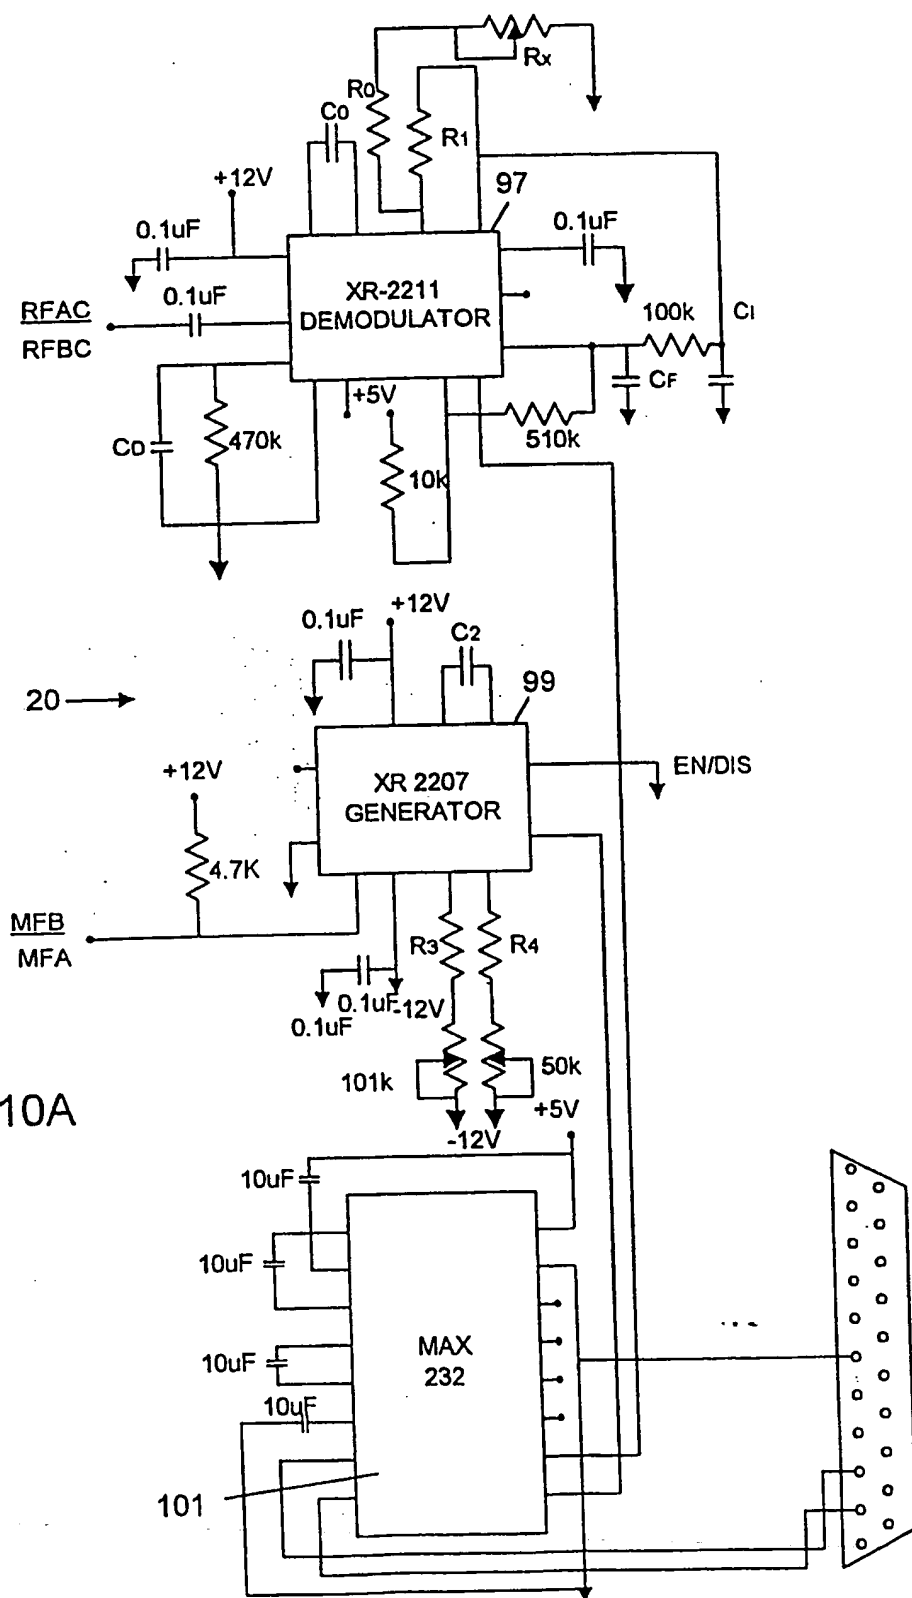 Rx
R0
C0
R1
+12V
97
0.1uF
0.1uF
XR-2211
DEMODULATOR
0.1uF
RFAC
RFBC
100k
CI
CF
+5V
CD
470k
510k
10k
+12V
0.1uF
C2
20
99
+12V
XR 2207
GENERATOR
EN/DIS
4.7K
MFB
MFA
R3
R4
0.1uF
-12V
0.1uF
101k
50k
+5V
10A
-12V
10uF
10uF
MAX
232
10uF
10uF
101